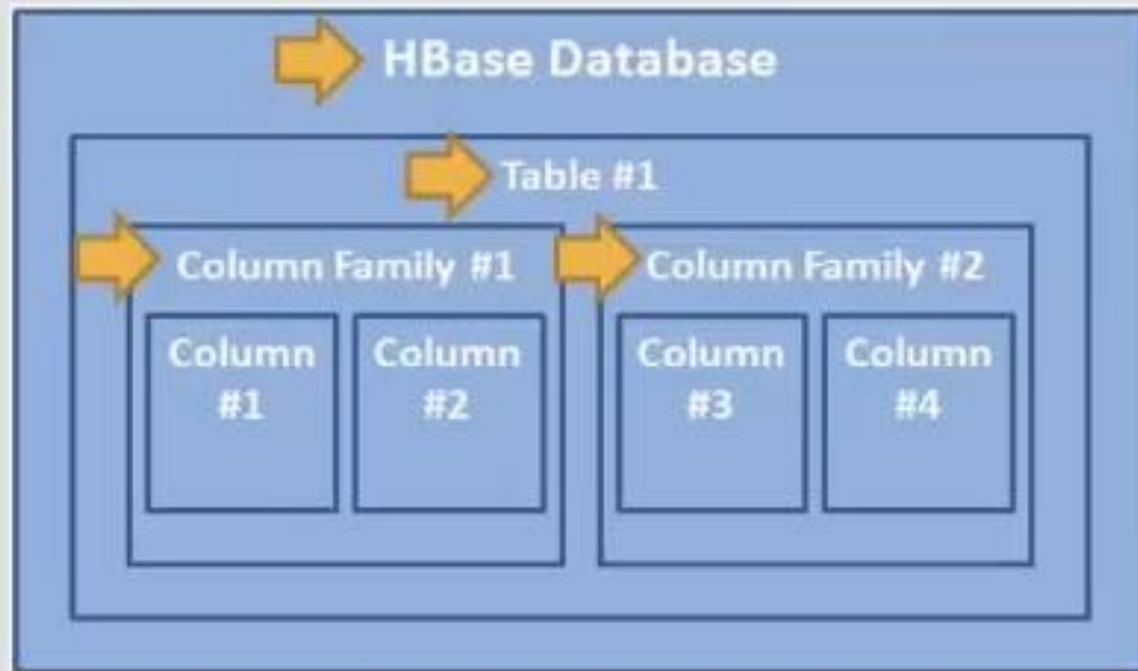 HBase Database
Table #1
Column Family #1
Column Family #2
Column
#1
Column
#2
Column
#3
Column
#4